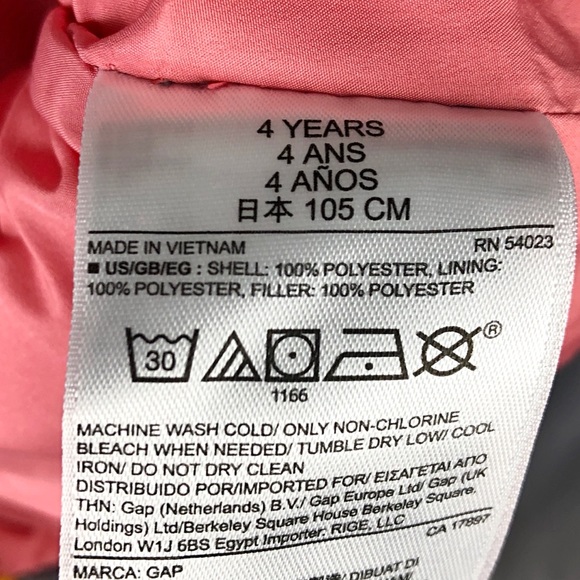 4 YEARS
4 ANS
4 AÑOS
日本 105 CM
MADE IN VIETNAM RN 54023
■ US/GB/EG : SHELL: 100% POLYESTER, LINING:
100% POLYESTER, FILLER: 100% POLYESTER
30 ®
1166
MACHINE WASH COLD/ ONLY NON-CHLORINE
BLEACH WHEN NEEDED/ TUMBLE DRY LOW/ COOL
IRON/ DO NOT DRY CLEAN
DISTRIBUIDO POR/IMPORTED FOR/ ΕΙΣΑΓΕΤΑΙ ΑΠΟ
ΤΗΝ: Gap (Netherlands) B.V./ Gap Europe Ltd/ Gap (UK
Holdings) Ltd/Berkeley Square House Berkeley Square,
London W1J 6BS Egypt Importer: RIGE, LLC
CA 17897
MARCA: GAP
DIBUAT DI